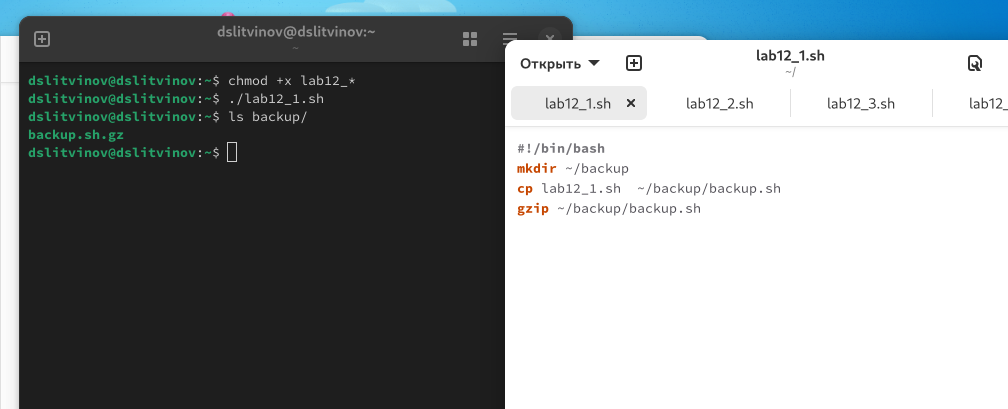 dslitvinov@dslitvinov:~
~
dslitvinov@dslitvinov:~$ chmod +x lab12_*
dslitvinov@dslitvinov:~$ ./lab12_1.sh
dslitvinov@dslitvinov:~$ ls backup/
backup.sh.gz
dslitvinov@dslitvinov:~$
Открыть
lab12_1.sh
~/
lab12_1.sh
lab12_2.sh
lab12_3.sh
lab12_
#!/bin/bash
mkdir ~/backup
cp lab12_1.sh  ~/backup/backup.sh
gzip ~/backup/backup.sh